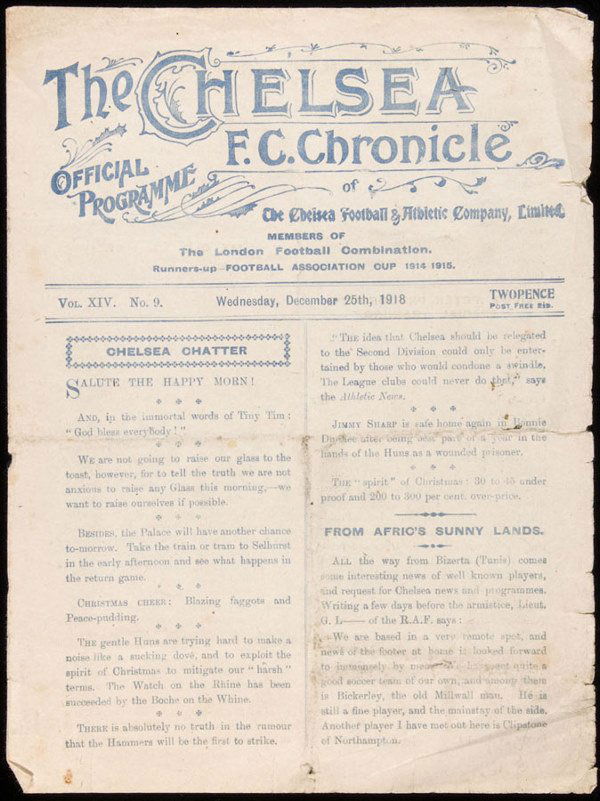 The Chelsea
F.C. Chronicle
Official
Programme
of
The Chelsea Football & Athletic Company, Limited.
MEMBERS OF
The London Football Combination.
Runners-up FOOTBALL ASSOCIATION CUP 1914-1915.
Vol. XIV. No. 9.
Wednesday, December 25th, 1918
TWOPENCE
Post Free
CHELSEA CHATTER
SALUTE THE HAPPY MORN!
AND, in the immortal words of Tiny Tim:
"God bless everybody!"
WE are not going to raise our glass to the
toast, however, for to tell the truth we are not
anxious to raise any Glass this morning,—we
want to raise ourselves if possible.
BESIDES, the Palace will have another chance
to-morrow. Take the train or tram to Selhurst
in the early afternoon and see what happens in
the return game.
CHRISTMAS CHEER: Blazing faggots and
Peace-pudding.
THE gentle Huns are trying hard to make a
noise like a sucking dove, and to exploit the
spirit of Christmas to mitigate our "harsh"
terms. The Watch on the Rhine has been
succeeded by the Boche on the Whine.
THERE is absolutely no truth in the rumour
that the Hammers will be the first to strike.
"THE idea that Chelsea should be relegated
to the Second Division could only be enter-
tained by those who would condone a swindle.
The League clubs could never do that," says
the Athletic News.
JIMMY SHARP is safe home again in Bonnie
Dundee after being best part of a year in the
hands of the Huns as a wounded prisoner.
THE "spirit" of Christmas: 30 to 45 under
proof and 200 to 300 per cent. over-price.
FROM AFRIC'S SUNNY LANDS.
ALL the way from Bizerta (Tunis) comes
some interesting news of well known players,
and request for Chelsea news and programmes.
Writing a few days before the armistice, Lieut.
G. L— of the R.A.F. says:
"We are based in a very remote spot, and
news of the footer at home is looked forward
to immensely by me. We have got quite a
good soccer team of our own, and among them
is Bickerley, the old Millwall man. He is
still a fine player, and the mainstay of the side.
Another player I have met out here is Clipstone
of Northampton.